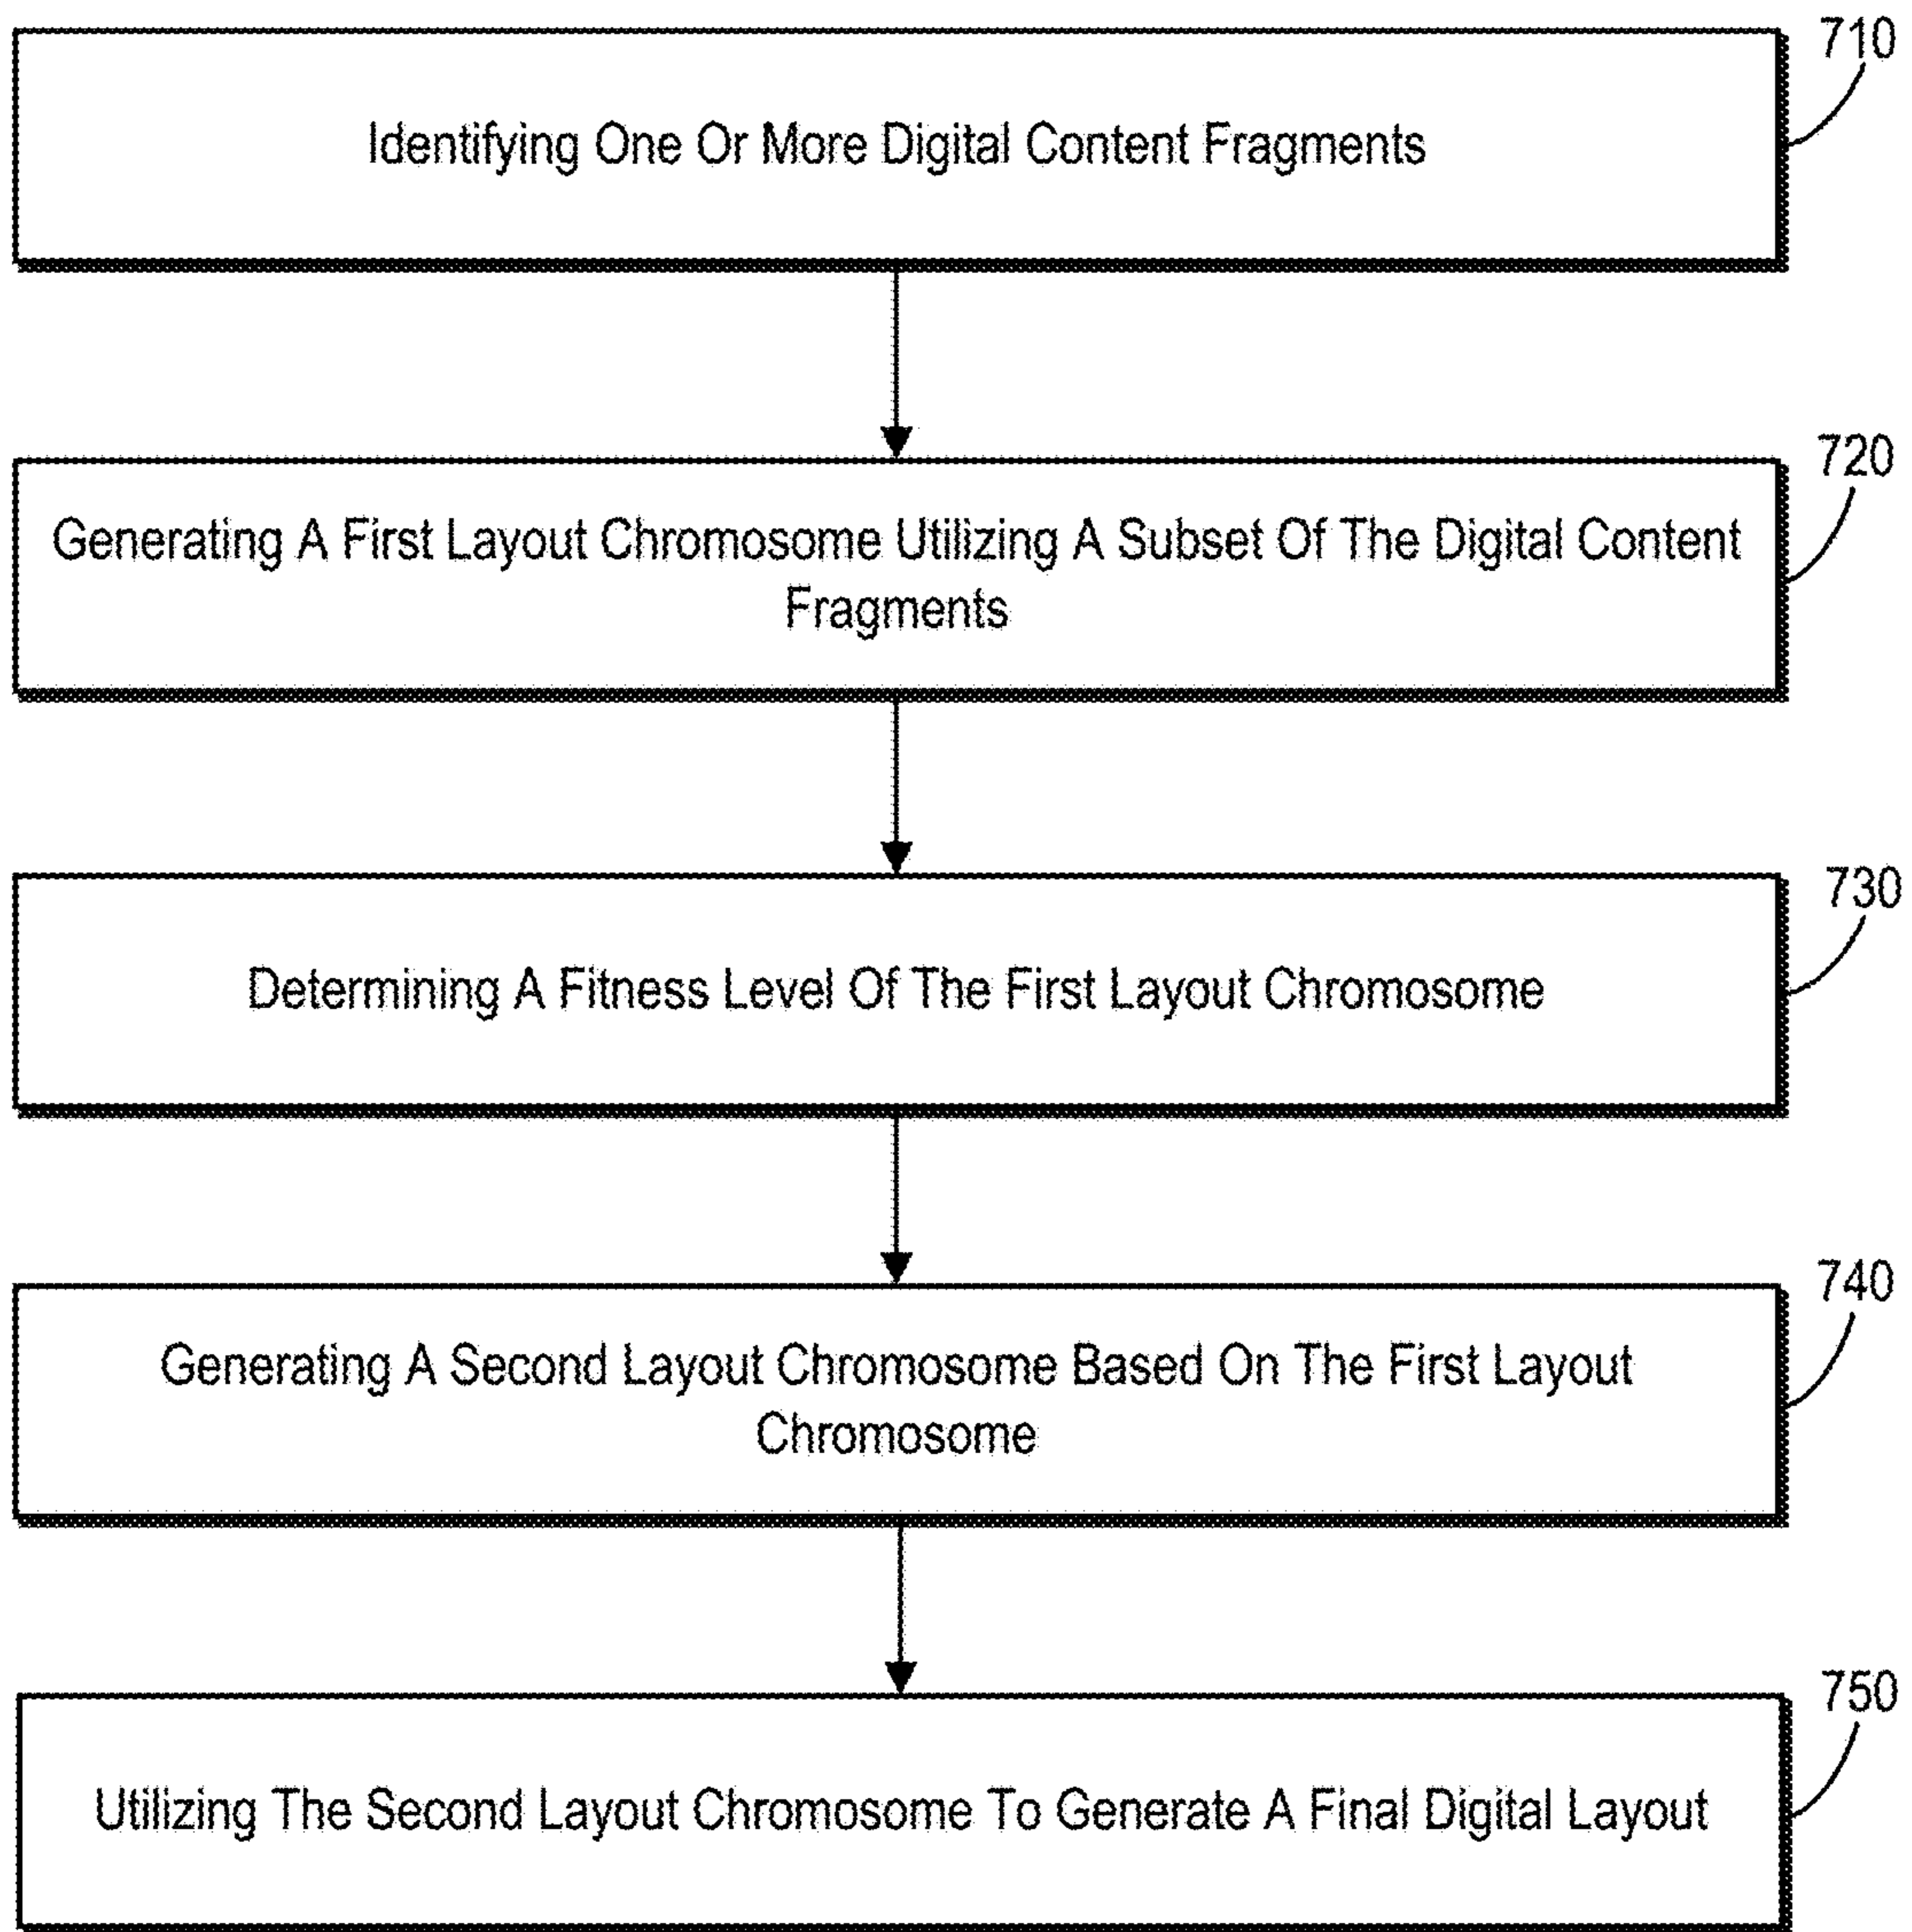 710
Identifying One Or More Digital Content Fragments
720
Generating A First Layout Chromosome Utilizing A Subset Of The Digital Content
Fragments
730
Determining A Fitness Level Of The First Layout Chromosome
740
Generating A Second Layout Chromosome Based On The First Layout
Chromosome
750
Utilizing The Second Layout Chromosome To Generate A Final Digital Layout